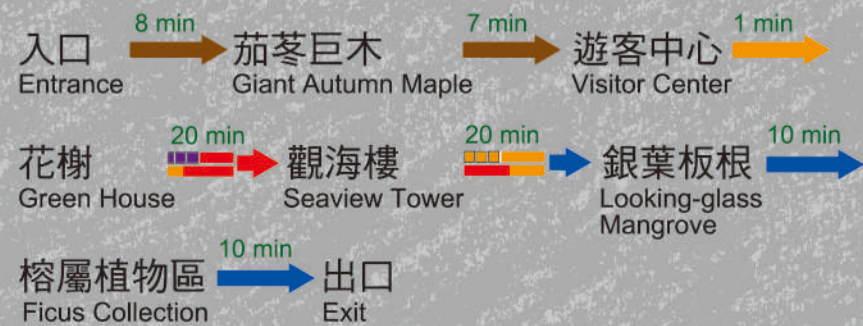 8 min 7 min 1 min
入口 茄苳巨木 遊客中心
Entrance Giant Autumn Maple Visitor Center
20 min 20 min 10 min
花榭 觀海樓 銀葉板根
Green House Seaview Tower Looking-glass
Mangrove
10 min
榕屬植物區 出口
Ficus Collection Exit